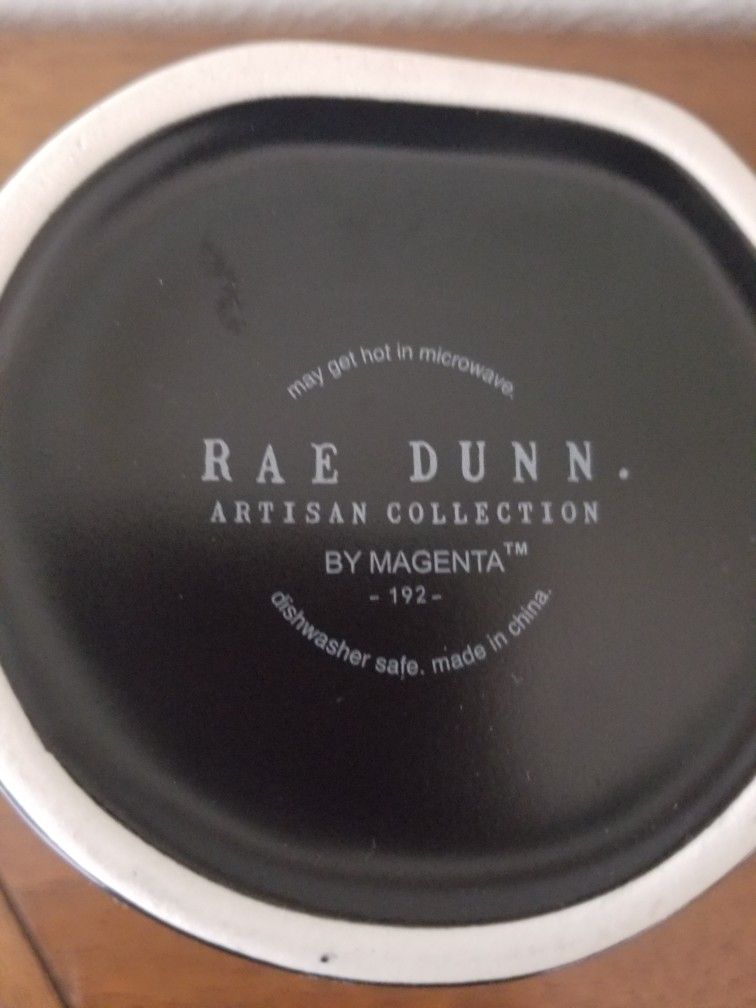 may get hot in microwave.
RAE DUNN.
ARTISAN COLLECTION
BY MAGENTA™
- 192 -
dishwasher safe. made in china.